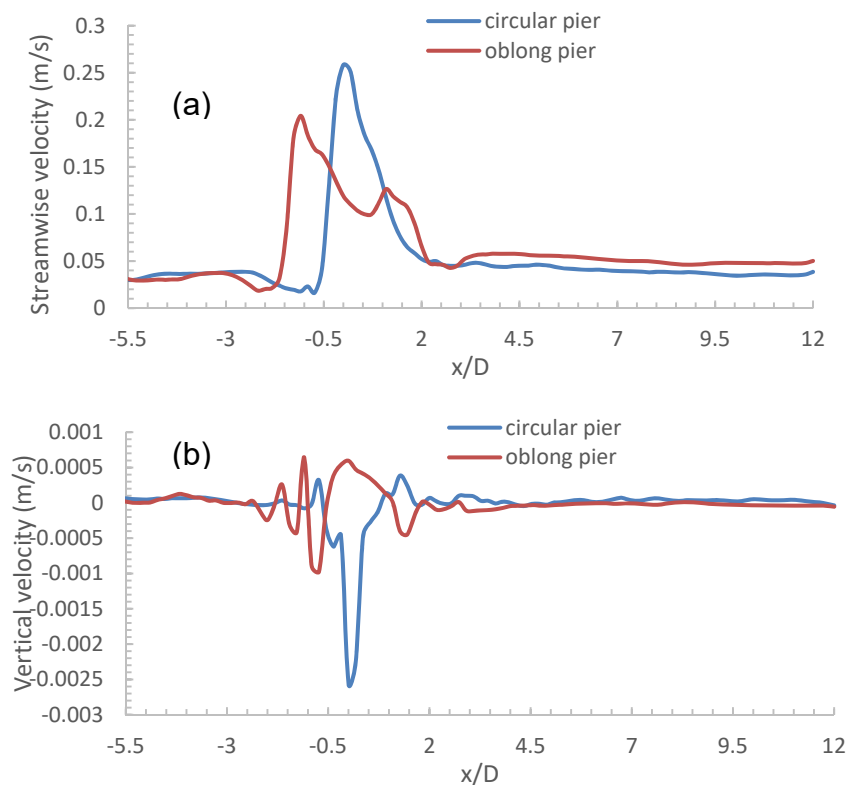 circular pier
oblong pier
(a)
Streamwise velocity (m/s)
0.3
0.25
0.2
0.15
0.1
0.05
0
-5.5 -3 -0.5 2 4.5 7 9.5 12
x/D
circular pier
oblong pier
(b)
Vertical velocity (m/s)
0.001
0.0005
0
-0.0005
-0.001
-0.0015
-0.002
-0.0025
-0.003
-5.5 -3 -0.5 2 4.5 7 9.5 12
x/D